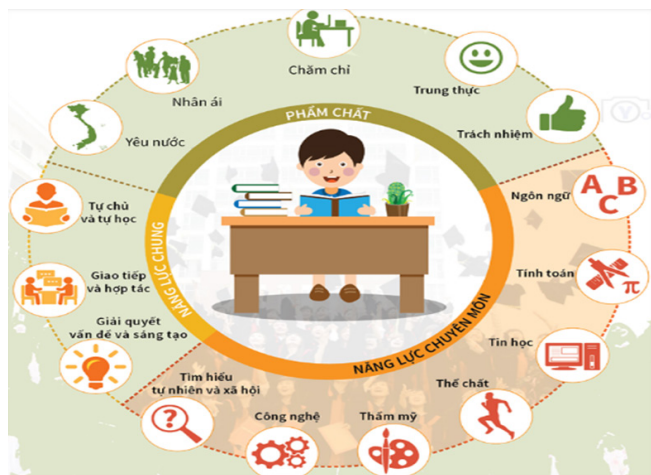 Chăm chỉ
Nhân ái
Trung thực
Yêu nước
PHẨM CHẤT
Trách nhiệm
Tự chủ
và tự học
NĂNG LỰC CHUNG
Ngôn ngữ
A B
C
Giao tiếp
và hợp tác
Tính toán
π
Giải quyết
vấn đề và sáng tạo
NĂNG LỰC CHUYÊN MÔN
Tin học
Tìm hiểu
tự nhiên và xã hội
?
Thể chất
Công nghệ
Thẩm mỹ